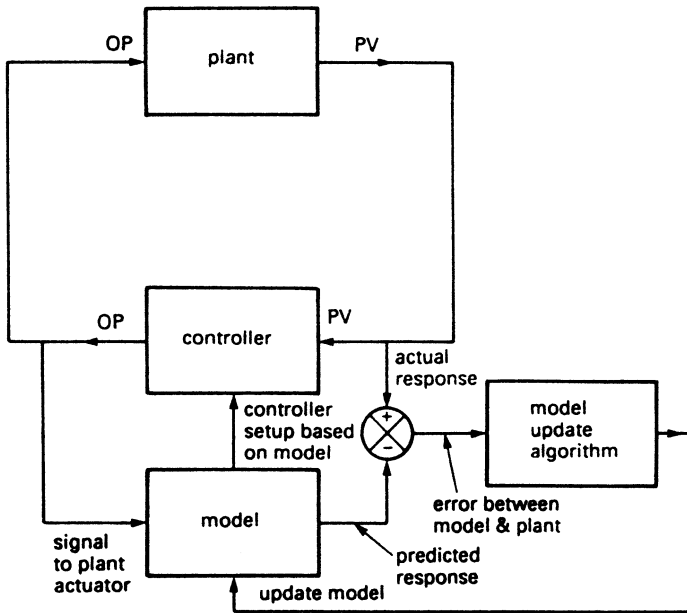 OP
plant
PV
OP
controller
PV
actual
response
controller
setup based
on model
+
−
model
update
algorithm
error between
model & plant
signal
to plant
actuator
model
predicted
response
update model